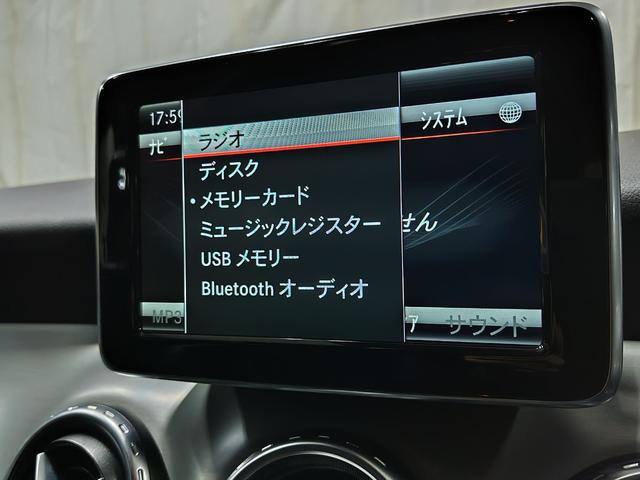 17:59
ナビ
システム
ラジオ
ディスク
• メモリーカード
ミュージックレジスター
せん
USB メモリー
Bluetooth オーディオ
MP3
ア
サウンド